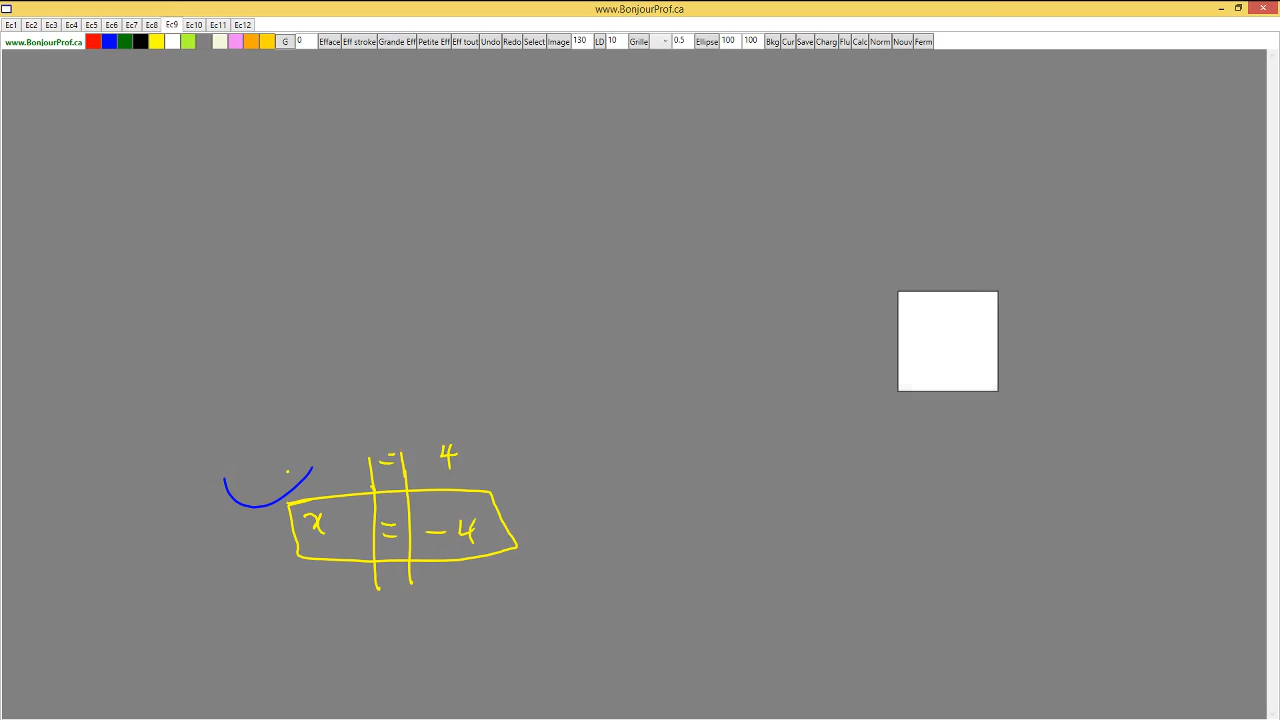 www.BonjourProf.ca
Ec1 Ec2 Ec3 Ec4 Ec5 Ec6 Ec7 Ec8 Ec9 Ec10 Ec11 Ec12
www.BonjourProf.ca G 0 Efface Eff stroke Grande Eff Petite Eff Eff tout Undo Redo Select Image 130 LD 10 Grille 0.5 Ellipse 100 100 Bkg Cur Save Charg Flu Calc Norm Nouv Ferm
= 4
x = -4